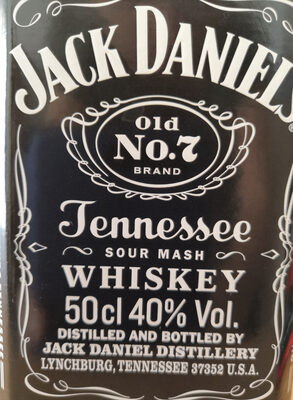 JACK DANIEL'S
Old
No.7
BRAND
Tennessee
SOUR MASH
WHISKEY
50cl 40% Vol.
DISTILLED AND BOTTLED BY
JACK DANIEL DISTILLERY
LYNCHBURG, TENNESSEE 37352 U.S.A.